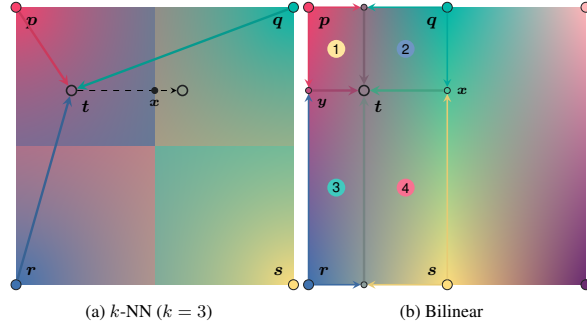 p q p q
1 2
t x y t x
3 4
r s r s
(a) k-NN (k = 3) (b) Bilinear